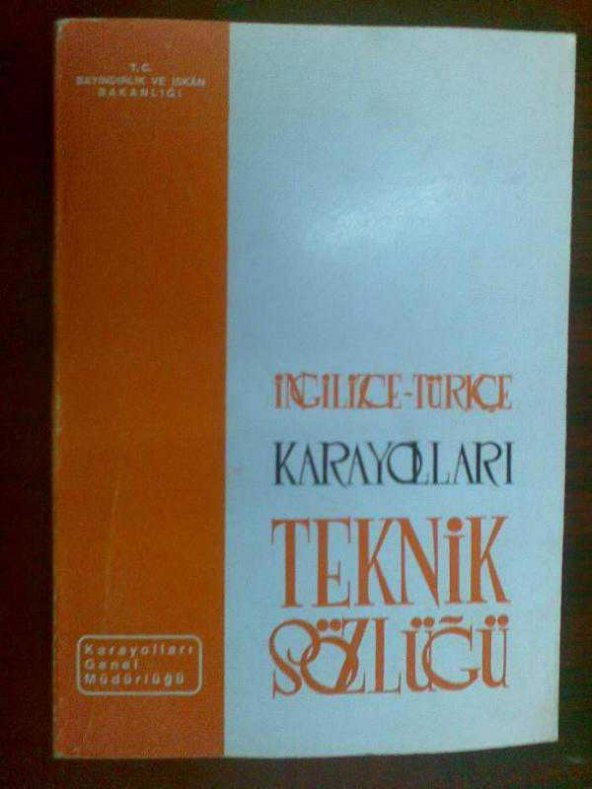 T.C.
BAYINDIRLIK VE İSKÂN
BAKANLIĞI
İNGİLİZCE-TÜRKÇE
KARAYOLLARI
TEKNİK
SÖZLÜĞÜ
Karayolları
Genel
Müdürlüğü